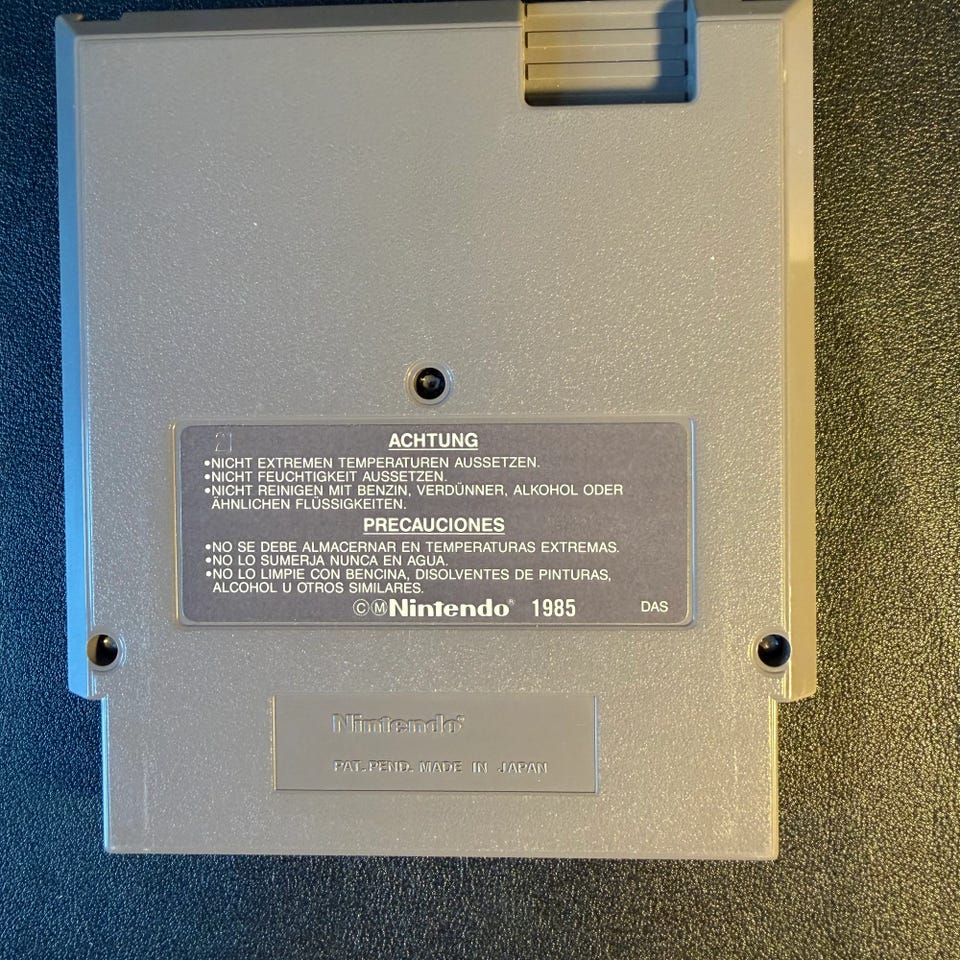 21
ACHTUNG
•NICHT EXTREMEN TEMPERATUREN AUSSETZEN.
•NICHT FEUCHTIGKEIT AUSSETZEN.
•NICHT REINIGEN MIT BENZIN, VERDÜNNER, ALKOHOL ODER
ÄHNLICHEN FLÜSSIGKEITEN.
PRECAUCIONES
•NO SE DEBE ALMACERNAR EN TEMPERATURAS EXTREMAS.
•NO LO SUMERJA NUNCA EN AGUA.
•NO LO LIMPIE CON BENCINA, DISOLVENTES DE PINTURAS,
ALCOHOL U OTROS SIMILARES.
ⒸⓂNintendo® 1985 DAS
Nintendo®
PAT. PEND. MADE IN JAPAN